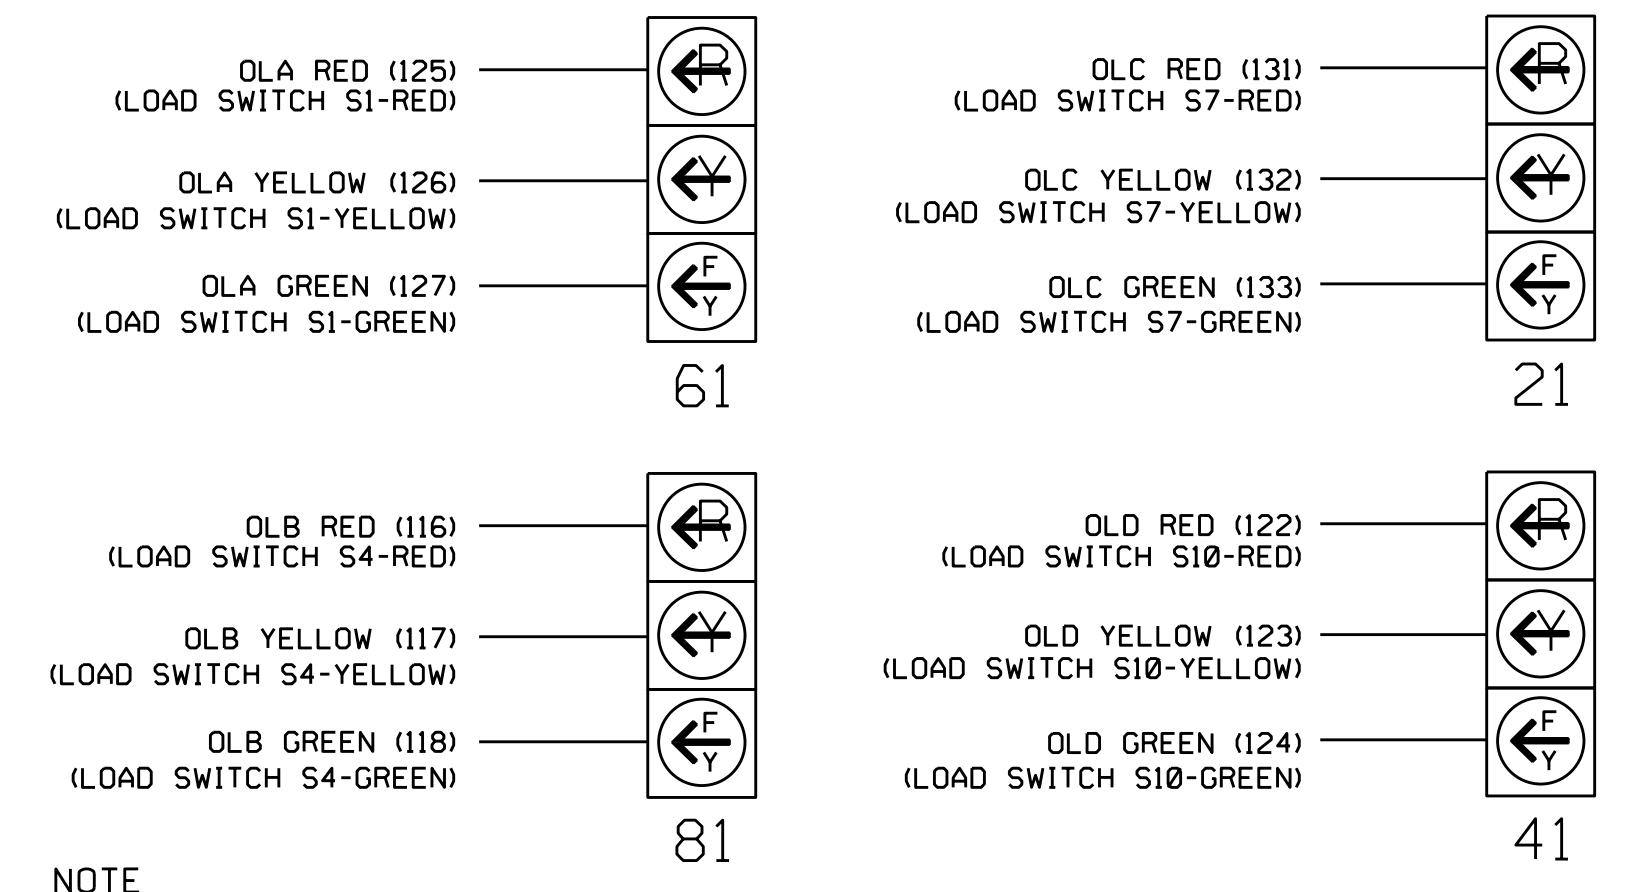 OLA RED (125)
(LOAD SWITCH S1-RED)
R
OLA YELLOW (126)
(LOAD SWITCH S1-YELLOW)
Y
OLA GREEN (127)
(LOAD SWITCH S1-GREEN)
F
Y
61
OLC RED (131)
(LOAD SWITCH S7-RED)
R
OLC YELLOW (132)
(LOAD SWITCH S7-YELLOW)
Y
OLC GREEN (133)
(LOAD SWITCH S7-GREEN)
F
Y
21
OLB RED (116)
(LOAD SWITCH S4-RED)
R
OLB YELLOW (117)
(LOAD SWITCH S4-YELLOW)
Y
OLB GREEN (118)
(LOAD SWITCH S4-GREEN)
F
Y
81
OLD RED (122)
(LOAD SWITCH S10-RED)
R
OLD YELLOW (123)
(LOAD SWITCH S10-YELLOW)
Y
OLD GREEN (124)
(LOAD SWITCH S10-GREEN)
F
Y
41
NOTE